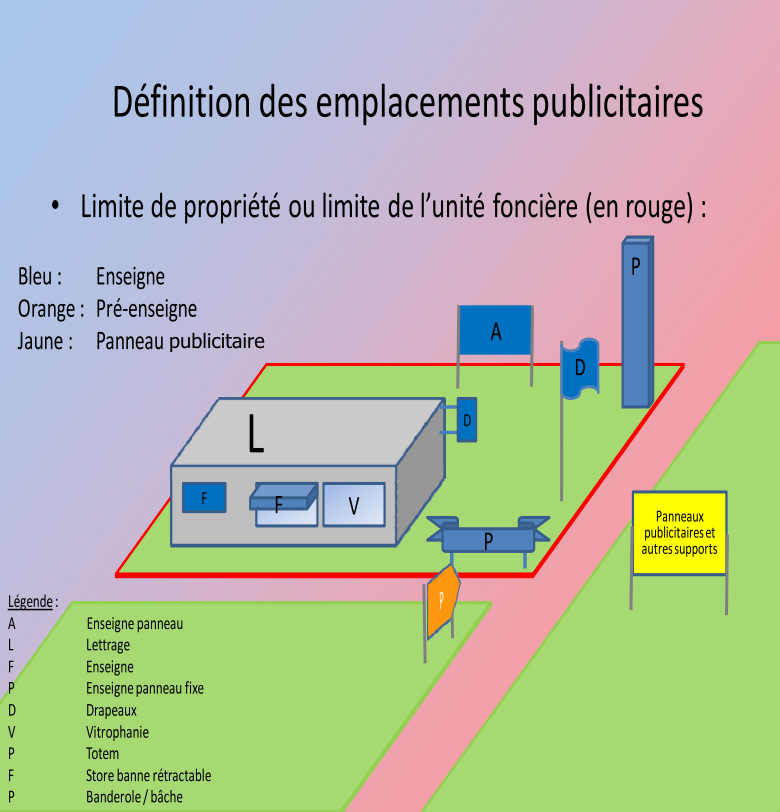 Définition des emplacements publicitaires
• Limite de propriété ou limite de l’unité foncière (en rouge) :
Bleu : Enseigne
Orange : Pré-enseigne
Jaune : Panneau publicitaire
P
A
D
L
D
F
F
V
P
P
Panneaux
publicitaires et
autres supports
Légende :
A Enseigne panneau
L Lettrage
F Enseigne
P Enseigne panneau fixe
D Drapeaux
V Vitrophanie
P Totem
F Store banne rétractable
P Banderole / bâche